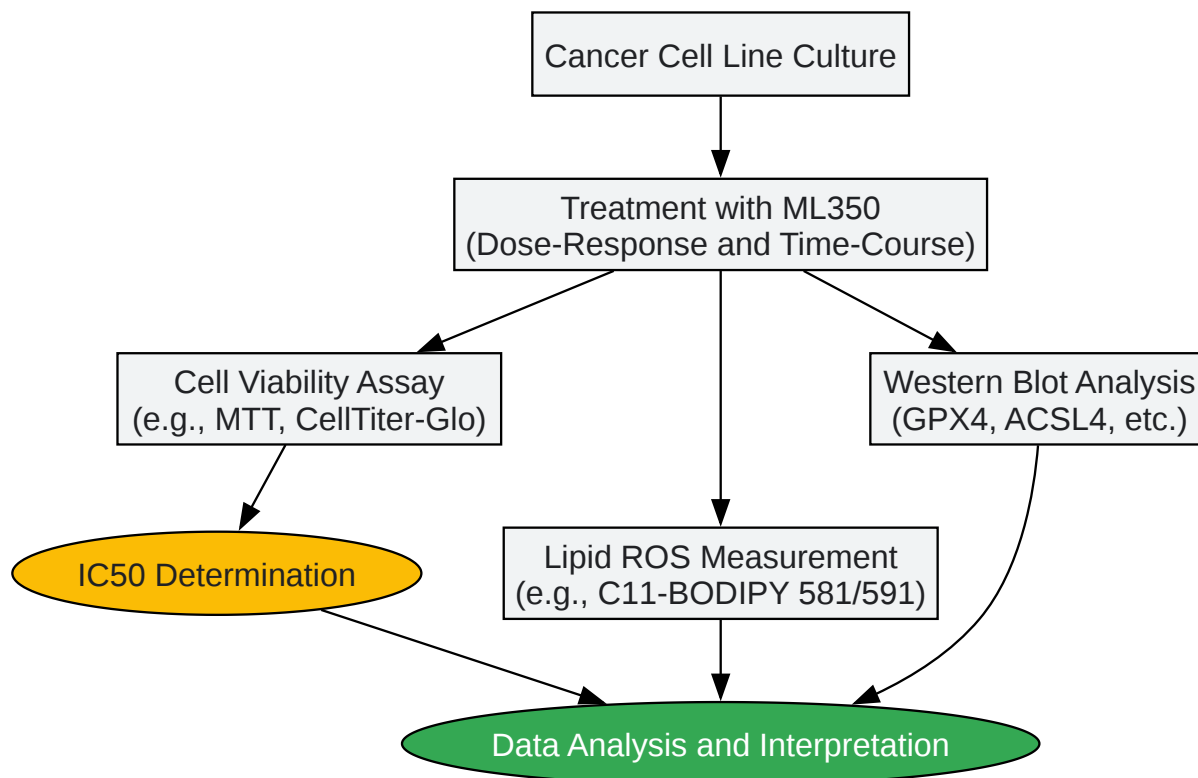 Cancer Cell Line Culture
Treatment with ML350
(Dose-Response and Time-Course)
Cell Viability Assay
(e.g., MTT, CellTiter-Glo)
Western Blot Analysis
(GPX4, ACSL4, etc.)
IC50 Determination
Lipid ROS Measurement
(e.g., C11-BODIPY 581/591)
Data Analysis and Interpretation